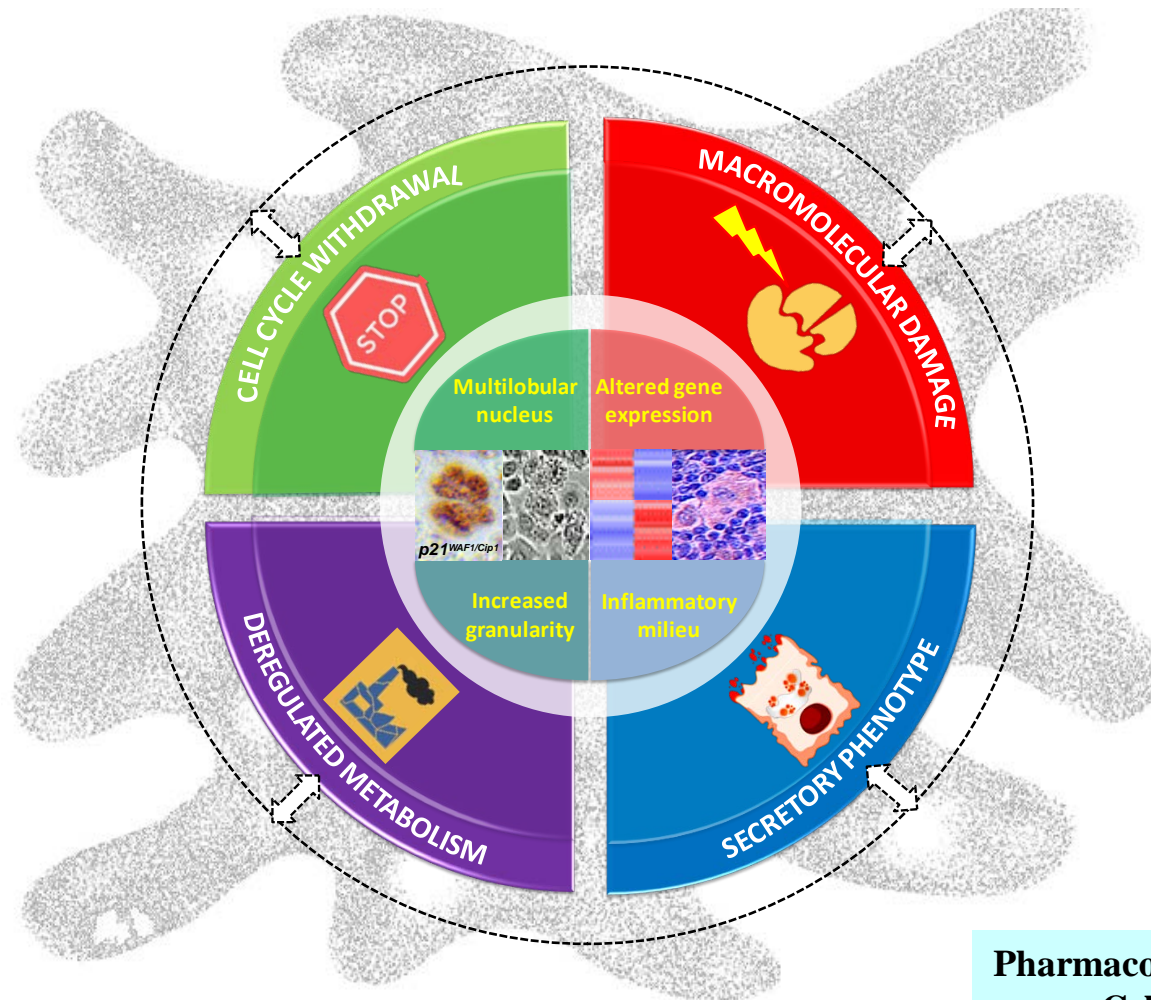 CELL CYCLE WITHDRAWAL
MACROMOLECULAR DAMAGE
STOP
Multilobular
nucleus
Altered gene
expression
p21WAF1/Cip1
Increased
granularity
Inflammatory
milieu
DEREGULATED METABOLISM
SECRETORY PHENOTYPE